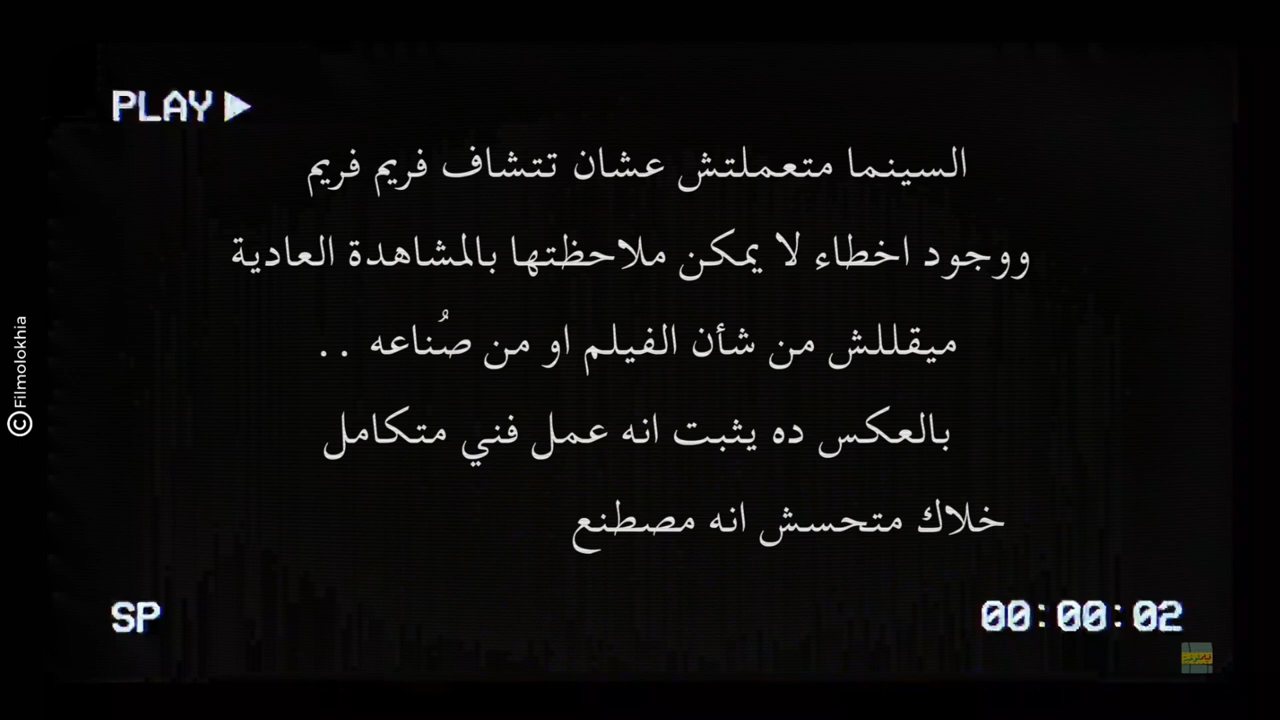 PLAY
السينما متعملتش عشان تتشاف فريم فريم
ووجود اخطاء لا يمكن ملاحظتها بالمشاهدة العادية
ميقللش من شأن الفيلم او من صُناعه ..
بالعكس ده يثبت انه عمل فني متكامل
خلاك متحسش انه مصطنع
SP
00:00:02
©Filmolokhia